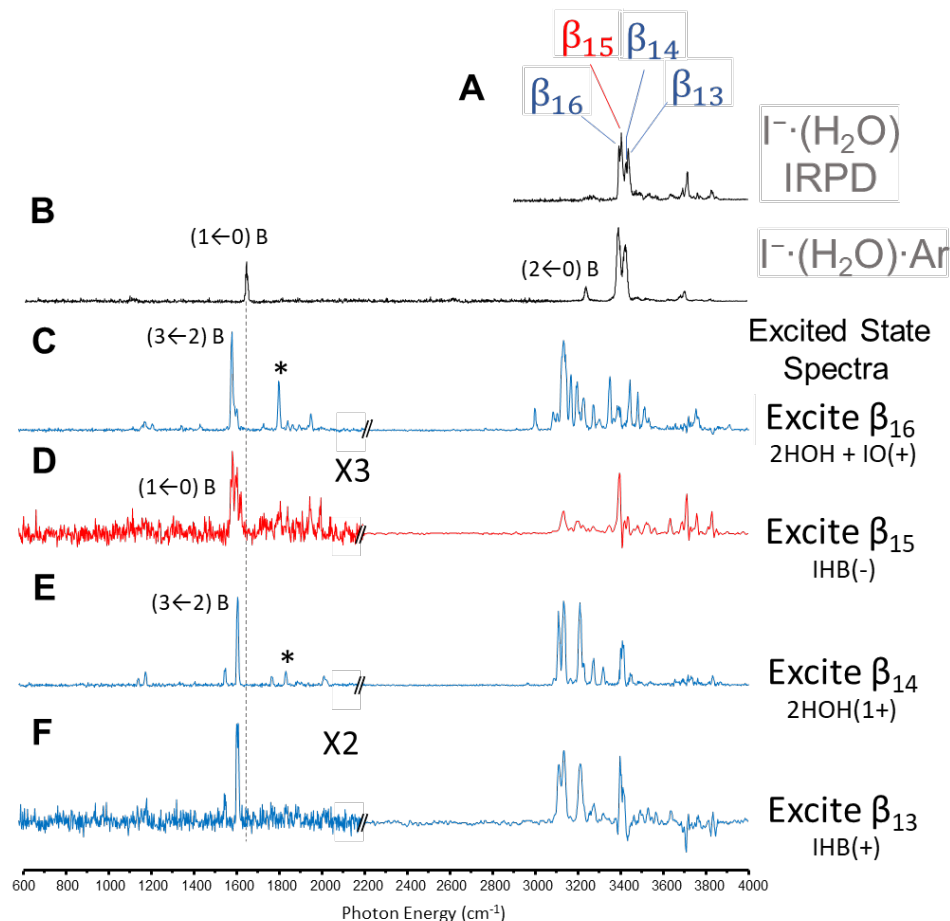 β₁₅
β₁₄
A
β₁₆
β₁₃
I⁻·(H₂O)
IRPD
B
(1←0) B
(2←0) B
I⁻·(H₂O)·Ar
C
(3←2) B
*
Excited State
Spectra
Excite β₁₆
2HOH + IO(+)
D
X3
(1←0) B
Excite β₁₅
IHB(-)
E
(3←2) B
*
Excite β₁₄
2HOH(1+)
F
X2
Excite β₁₃
IHB(+)
600 800 1000 1200 1400 1600 1800 2000 2200 2400 2600 2800 3000 3200 3400 3600 3800 4000
Photon Energy (cm⁻¹)